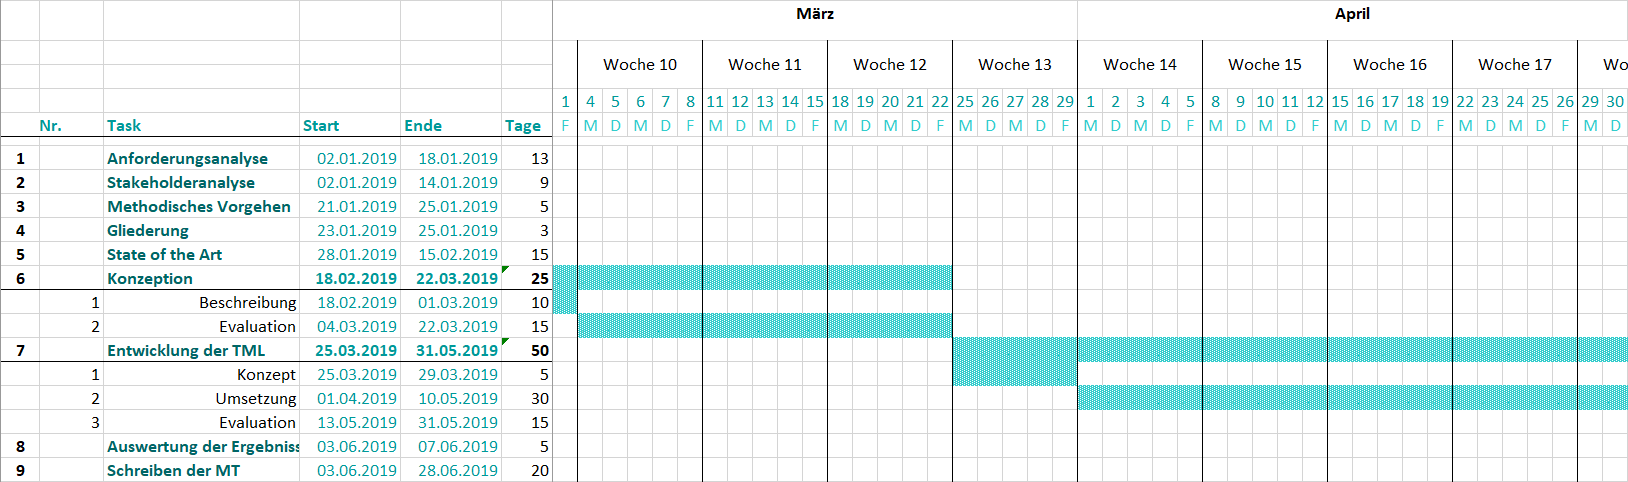 März April
Woche 10 Woche 11 Woche 12 Woche 13 Woche 14 Woche 15 Woche 16 Woche 17 Wo
1 4 5 6 7 8 11 12 13 14 15 18 19 20 21 22 25 26 27 28 29 1 2 3 4 5 8 9 10 11 12 15 16 17 18 19 22 23 24 25 26 29 30
Nr. Task Start Ende Tage F M D M D F M D M D F M D M D F M D M D F M D M D F M D M D F M D M D F M D M D F M D
1 Anforderungsanalyse 02.01.2019 18.01.2019 13
2 Stakeholderanalyse 02.01.2019 14.01.2019 9
3 Methodisches Vorgehen 21.01.2019 25.01.2019 5
4 Gliederung 23.01.2019 25.01.2019 3
5 State of the Art 28.01.2019 15.02.2019 15
6 Konzeption 18.02.2019 22.03.2019 25
1 Beschreibung 18.02.2019 01.03.2019 10
2 Evaluation 04.03.2019 22.03.2019 15
7 Entwicklung der TML 25.03.2019 31.05.2019 50
1 Konzept 25.03.2019 29.03.2019 5
2 Umsetzung 01.04.2019 10.05.2019 30
3 Evaluation 13.05.2019 31.05.2019 15
8 Auswertung der Ergebniss 03.06.2019 07.06.2019 5
9 Schreiben der MT 03.06.2019 28.06.2019 20